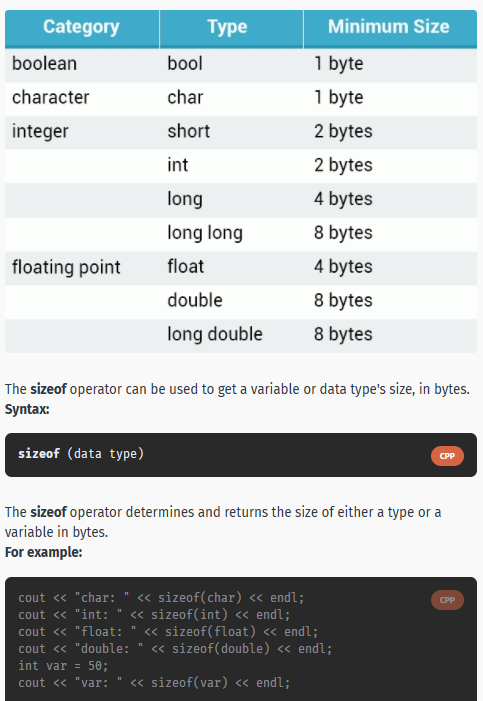 Category Type Minimum Size
boolean bool 1 byte
character char 1 byte
integer short 2 bytes
int 2 bytes
long 4 bytes
long long 8 bytes
floating point float 4 bytes
double 8 bytes
long double 8 bytes
The sizeof operator can be used to get a variable or data type's size, in bytes.
Syntax:
sizeof (data type) CPP
The sizeof operator determines and returns the size of either a type or a
variable in bytes.
For example:
cout << "char: " << sizeof(char) << endl; CPP
cout << "int: " << sizeof(int) << endl;
cout << "float: " << sizeof(float) << endl;
cout << "double: " << sizeof(double) << endl;
int var = 50;
cout << "var: " << sizeof(var) << endl;